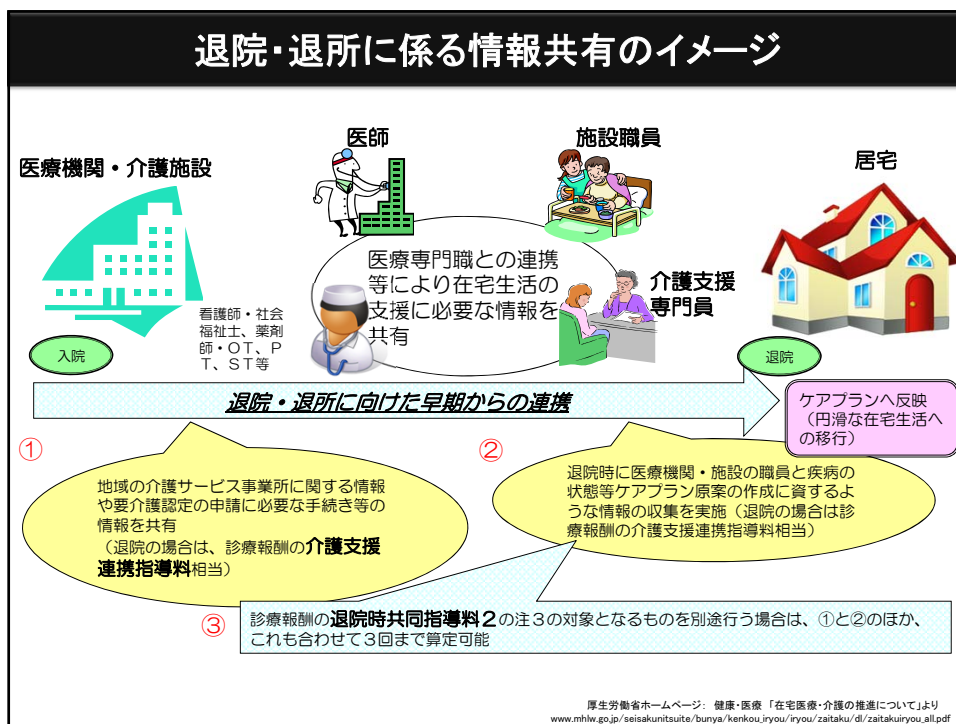 退院・退所に係る情報共有のイメージ
医療機関・介護施設
医師
施設職員
居宅
医療専門職との連携
等により在宅生活の
支援に必要な情報を
共有
介護支援
専門員
看護師・社会
福祉士、薬剤
師・ＯＴ、Ｐ
Ｔ、ＳＴ等
入院
退院
退院・退所に向けた早期からの連携
ケアプランへ反映
（円滑な在宅生活へ
の移行）
①
地域の介護サービス事業所に関する情報
や要介護認定の申請に必要な手続き等の
情報を共有
（退院の場合は、診療報酬の介護支援
連携指導料相当）
②
退院時に医療機関・施設の職員と疾病の
状態等ケアプラン原案の作成に資するよ
うな情報の収集を実施（退院の場合は診
療報酬の介護支援連携指導料相当）
③
診療報酬の退院時共同指導料２の注３の対象となるものを別途行う場合は、①と②のほか、
これも合わせて３回まで算定可能
厚生労働省ホームページ： 健康・医療 「在宅医療・介護の推進について」より
www.mhlw.go.jp/seisakunitsuite/bunya/kenkou_iryou/iryou/zaitaku/dl/zaitakuiryou_all.pdf